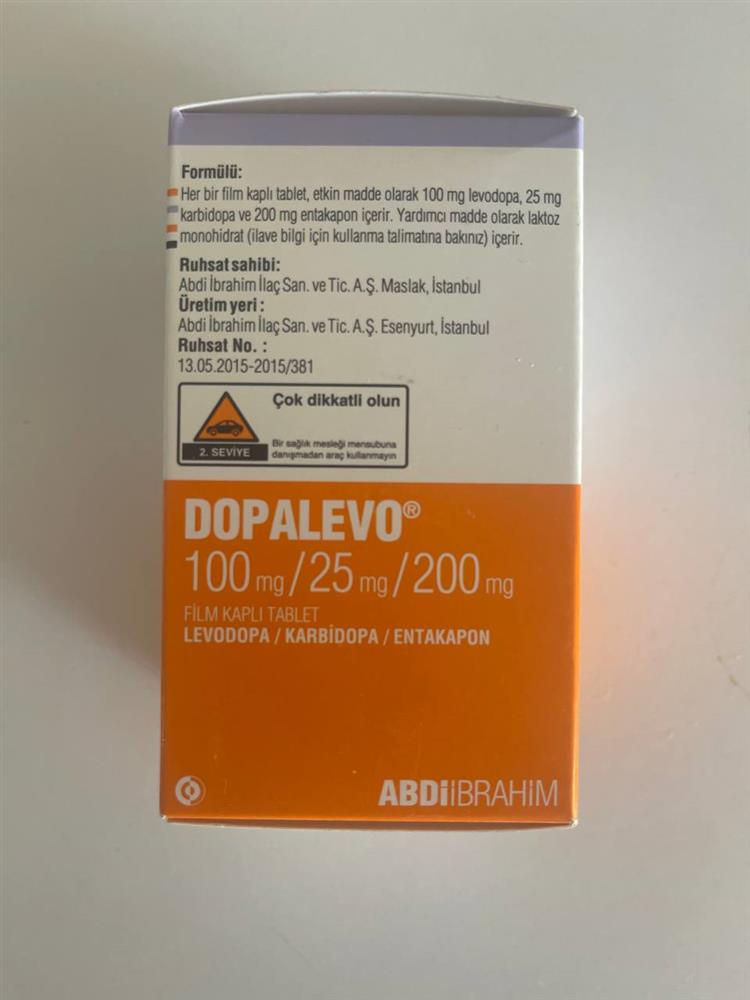 Formülü:
Her bir film kaplı tablet, etkin madde olarak 100 mg levodopa, 25 mg
karbidopa ve 200 mg entakapon içerir. Yardımcı madde olarak laktoz
monohidrat (ilave bilgi için kullanma talimatına bakınız) içerir.
Ruhsat sahibi:
Abdi İbrahim İlaç San. ve Tic. A.Ş. Maslak, İstanbul
Üretim yeri :
Abdi İbrahim İlaç San. ve Tic. A.Ş. Esenyurt, İstanbul
Ruhsat No. :
13.05.2015-2015/381
Çok dikkatli olun
2. SEVİYE
Bir sağlık mesleği mensubuna
danışmadan araç kullanmayın
DOPALEVO®
100 mg/25 mg/200 mg
FİLM KAPLI TABLET
LEVODOPA / KARBİDOPA / ENTAKAPON
ABDİİBRAHİM